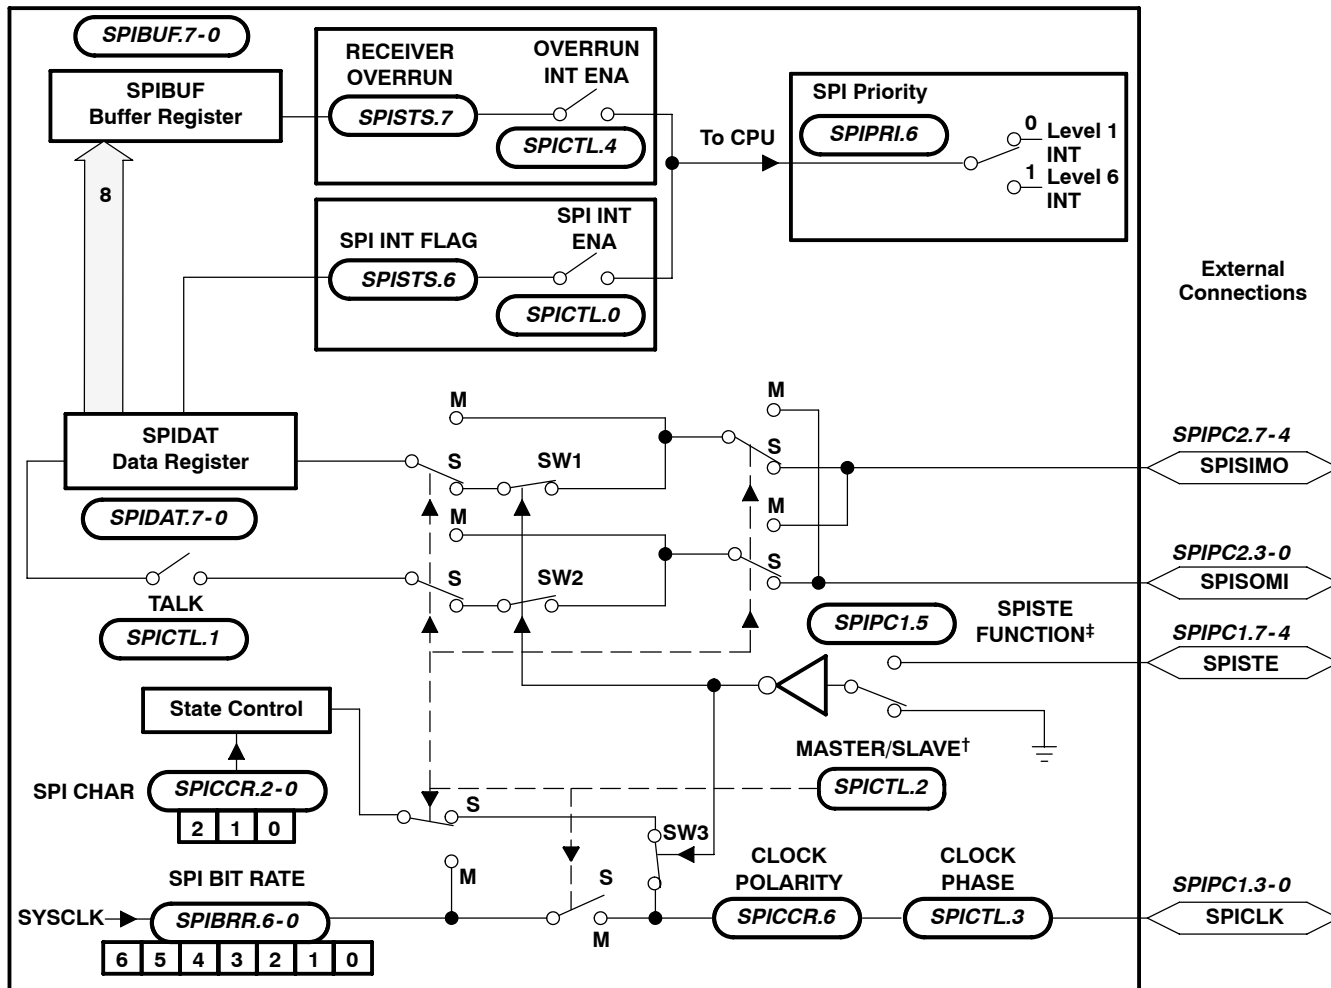 SPIBUF.7-0
SPIBUF
Buffer Register
8
RECEIVER
OVERRUN
SPISTS.7
OVERRUN
INT ENA
SPICTL.4
SPI INT FLAG
SPISTS.6
SPI INT
ENA
SPICTL.0
To CPU
SPI Priority
SPIPRI.6
0
Level 1
INT
1
Level 6
INT
External
Connections
SPIDAT
Data Register
SPIDAT.7-0
TALK
SPICTL.1
M
S
SW1
M
S
SW2
M
S
M
S
SPIPC2.7-4
SPISIMO
SPIPC2.3-0
SPISOMI
SPIPC1.5
SPISTE
FUNCTION‡
SPIPC1.7-4
SPISTE
State Control
SPI CHAR
SPICCR.2-0
2 1 0
MASTER/SLAVE†
SPICTL.2
S
M
SW3
S
M
SPI BIT RATE
SYSCLK
SPIBRR.6-0
6 5 4 3 2 1 0
CLOCK
POLARITY
SPICCR.6
CLOCK
PHASE
SPICTL.3
SPIPC1.3-0
SPICLK